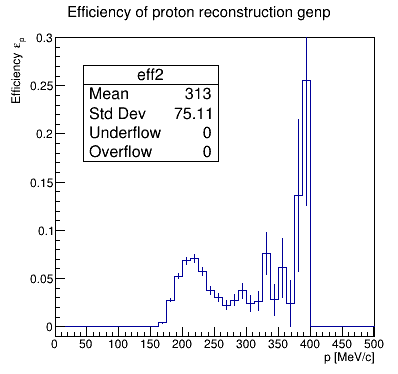 Efficiency of proton reconstruction genp
Efficiency ε_p
0.3
0.25
0.2
0.15
0.1
0.05
0
eff2
Mean 313
Std Dev 75.11
Underflow 0
Overflow 0
0 50 100 150 200 250 300 350 400 450 500
p [MeV/c]